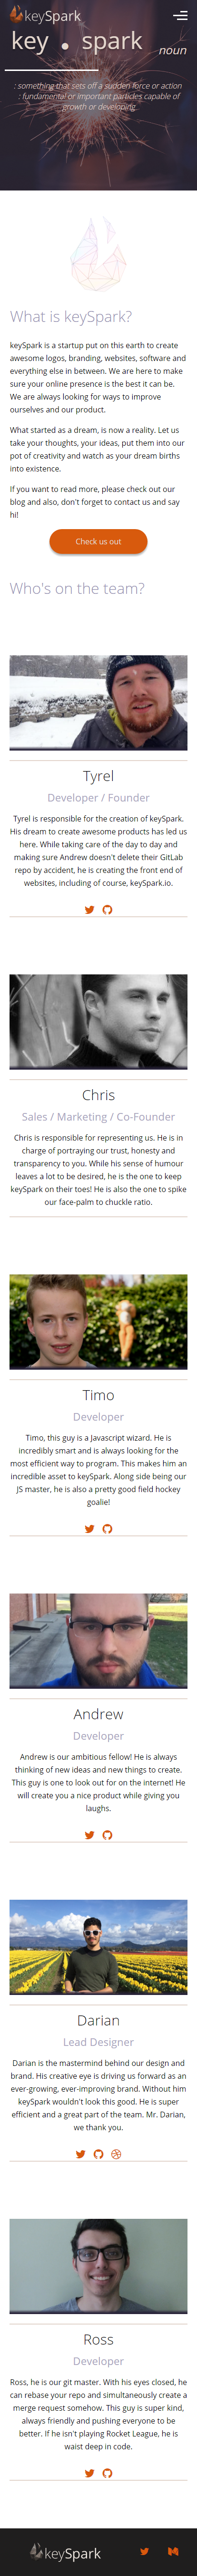 keySpark
key • spark
noun
: something that sets off a sudden force or action
: fundamental or important particles capable of
growth or developing
What is keySpark?
keySpark is a startup put on this earth to create
awesome logos, branding, websites, software and
everything else in between. We are here to make
sure your online presence is the best it can be.
We are always looking for ways to improve
ourselves and our product.
What started as a dream, is now a reality. Let us
take your thoughts, your ideas, put them into our
pot of creativity and watch as your dream births
into existence.
If you want to read more, please check out our
blog and also, don't forget to contact us and say
hi!
Check us out
Who's on the team?
Tyrel
Developer / Founder
Tyrel is responsible for the creation of keySpark.
His dream to create awesome products has led us
here. While taking care of the day to day and
making sure Andrew doesn't delete their GitLab
repo by accident, he is creating the front end of
websites, including of course, keySpark.io.
Chris
Sales / Marketing / Co-Founder
Chris is responsible for representing us. He is in
charge of portraying our trust, honesty and
transparency to you. While his sense of humour
leaves a lot to be desired, he is the one to keep
keySpark on their toes! He is also the one to spike
our face-palm to chuckle ratio.
Timo
Developer
Timo, this guy is a Javascript wizard. He is
incredibly smart and is always looking for the
most efficient way to program. This makes him an
incredible asset to keySpark. Along side being our
JS master, he is also a pretty good field hockey
goalie!
Andrew
Developer
Andrew is our ambitious fellow! He is always
thinking of new ideas and new things to create.
This guy is one to look out for on the internet! He
will create you a nice product while giving you
laughs.
Darian
Lead Designer
Darian is the mastermind behind our design and
brand. His creative eye is driving us forward as an
ever-growing, ever-improving brand. Without him
keySpark wouldn't look this good. He is super
efficient and a great part of the team. Mr. Darian,
we thank you.
Ross
Developer
Ross, he is our git master. With his eyes closed, he
can rebase your repo and simultaneously create a
merge request somehow. This guy is super kind,
always friendly and pushing everyone to be
better. If he isn't playing Rocket League, he is
waist deep in code.
keySpark